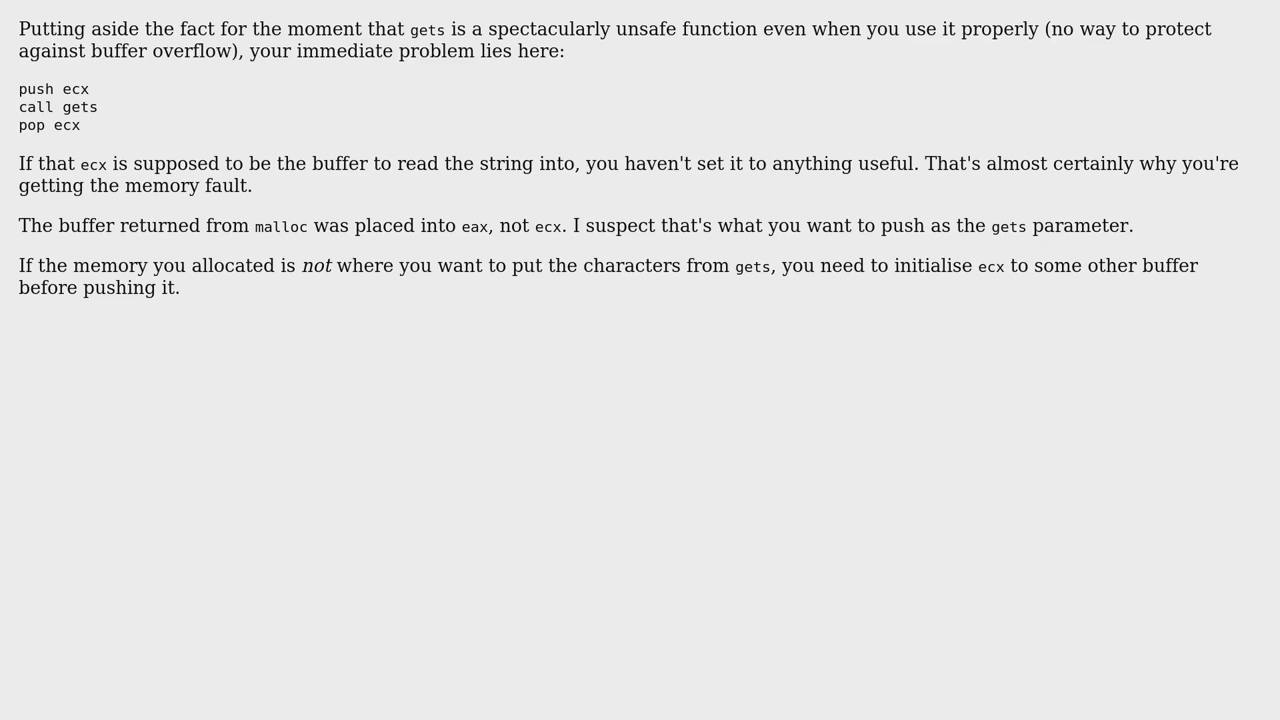 Putting aside the fact for the moment that gets is a spectacularly unsafe function even when you use it properly (no way to protect
against buffer overflow), your immediate problem lies here:
push ecx
call gets
pop ecx
If that ecx is supposed to be the buffer to read the string into, you haven't set it to anything useful. That's almost certainly why you're
getting the memory fault.
The buffer returned from malloc was placed into eax, not ecx. I suspect that's what you want to push as the gets parameter.
If the memory you allocated is not where you want to put the characters from gets, you need to initialise ecx to some other buffer
before pushing it.